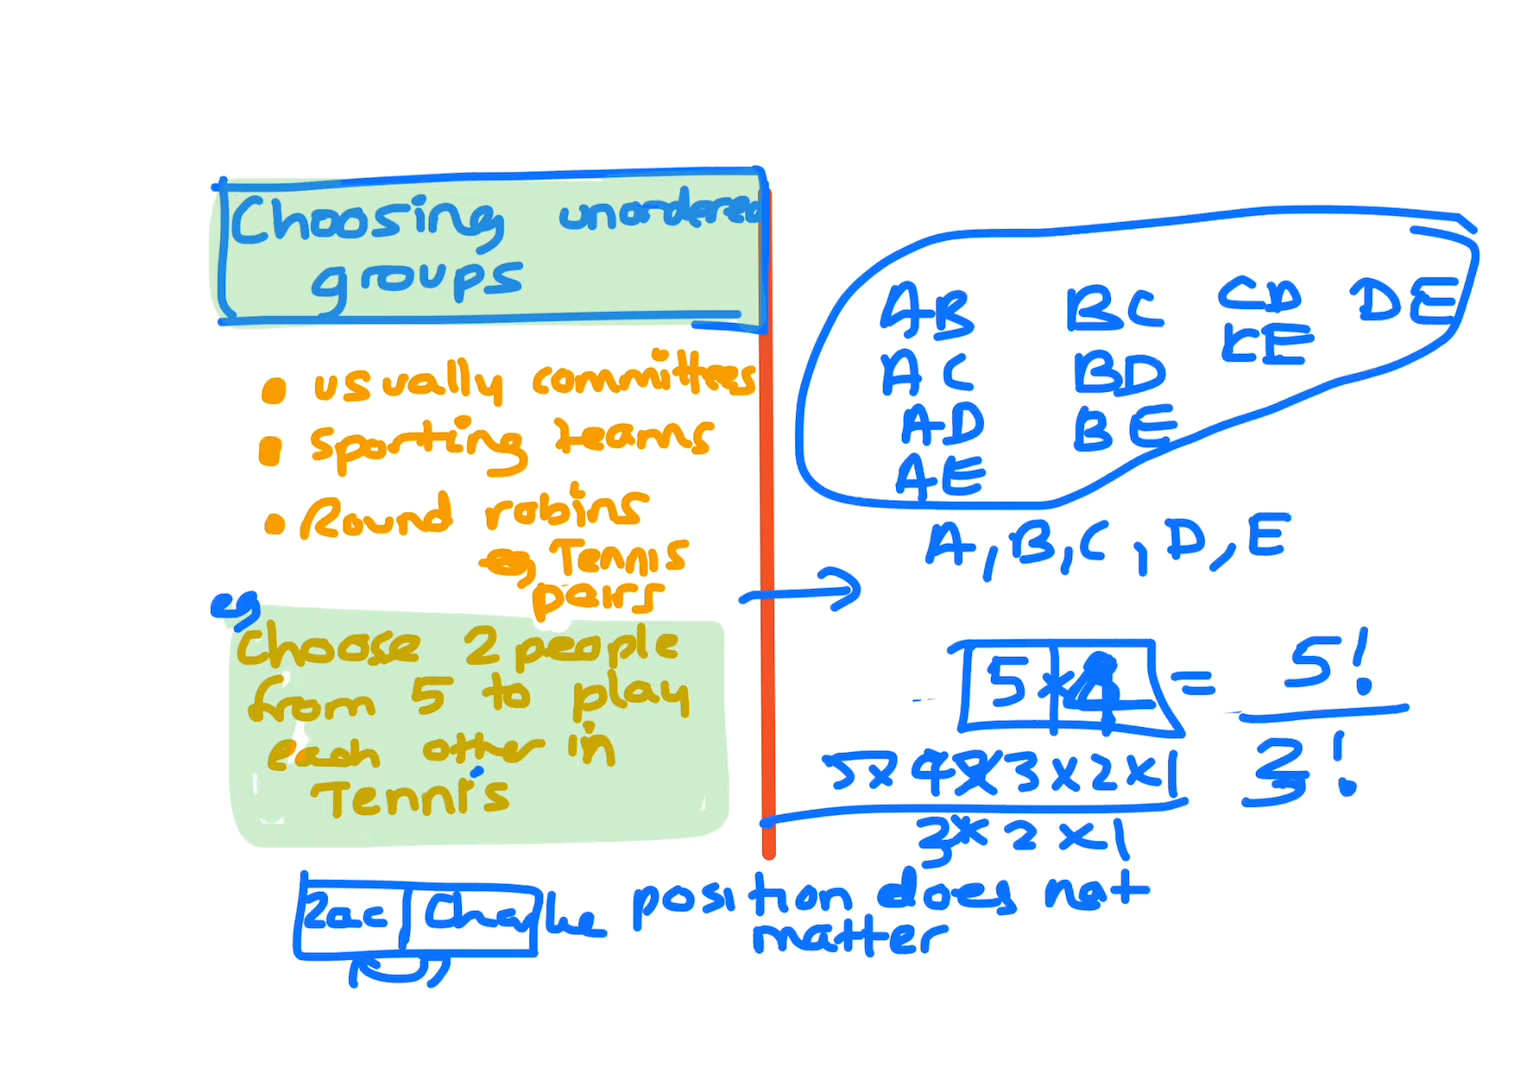 Choosing unordered
groups
• usually committees
• sporting teams
• Round robins
eg Tennis
pairs
eg
Choose 2 people
from 5 to play
each other in
Tennis
Zac | Charlie position does not
matter
AB BC CD DE
AC BD CE
AD BE
AE
A, B, C, D, E
5 × 4 = 5! / 3!
5 × 4 × 3 × 2 × 1
3 × 2 × 1